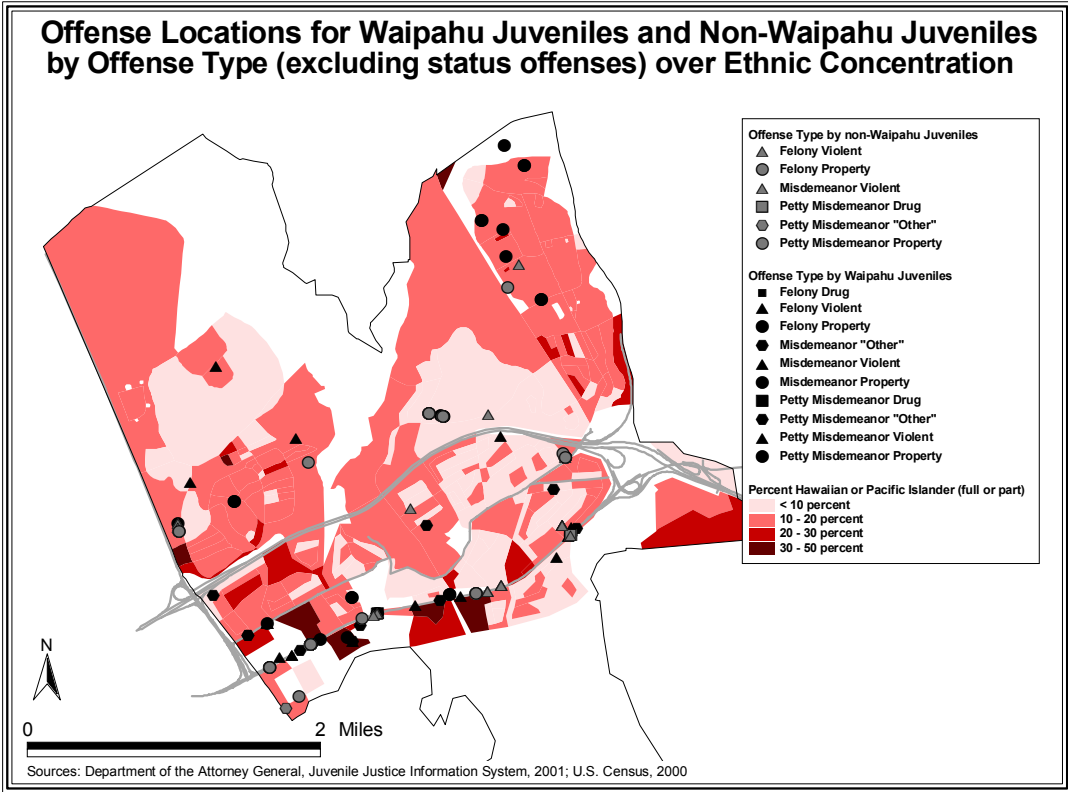 Offense Locations for Waipahu Juveniles and Non-Waipahu Juveniles
by Offense Type (excluding status offenses) over Ethnic Concentration
Offense Type by non-Waipahu Juveniles
Felony Violent
Felony Property
Misdemeanor Violent
Petty Misdemeanor Drug
Petty Misdemeanor "Other"
Petty Misdemeanor Property
Offense Type by Waipahu Juveniles
Felony Drug
Felony Violent
Felony Property
Misdemeanor "Other"
Misdemeanor Violent
Misdemeanor Property
Petty Misdemeanor Drug
Petty Misdemeanor "Other"
Petty Misdemeanor Violent
Petty Misdemeanor Property
Percent Hawaiian or Pacific Islander (full or part)
< 10 percent
10 - 20 percent
20 - 30 percent
30 - 50 percent
N
0 2 Miles
Sources: Department of the Attorney General, Juvenile Justice Information System, 2001; U.S. Census, 2000